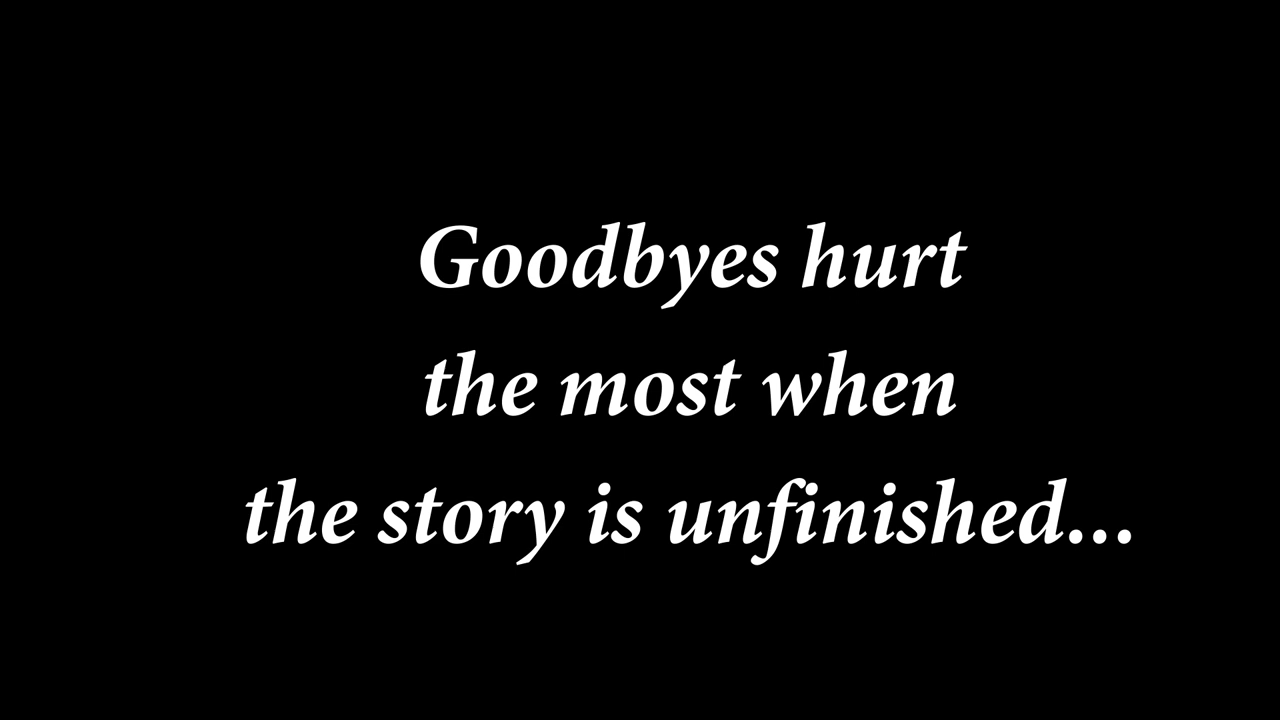 Goodbyes hurt
the most when
the story is unfinished...